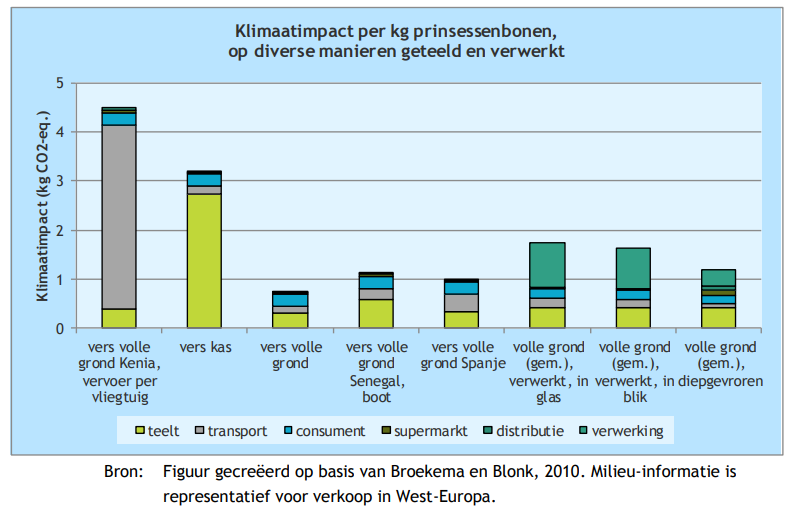 Klimaatimpact per kg prinsessenbonen,
op diverse manieren geteeld en verwerkt
Klimaatimpact (kg CO2-eq.)
5
4
3
2
1
0
vers volle
grond Kenia,
vervoer per
vliegtuig
vers kas
vers volle
grond
vers volle
grond
Senegal,
boot
vers volle
grond Spanje
volle grond
(gem.),
verwerkt, in
glas
volle grond
(gem.),
verwerkt, in
blik
volle grond
(gem.),
diepgevroren
teelt
transport
consument
supermarkt
distributie
verwerking
Bron: Figuur gecreëerd op basis van Broekema en Blonk, 2010. Milieu-informatie is
representatief voor verkoop in West-Europa.